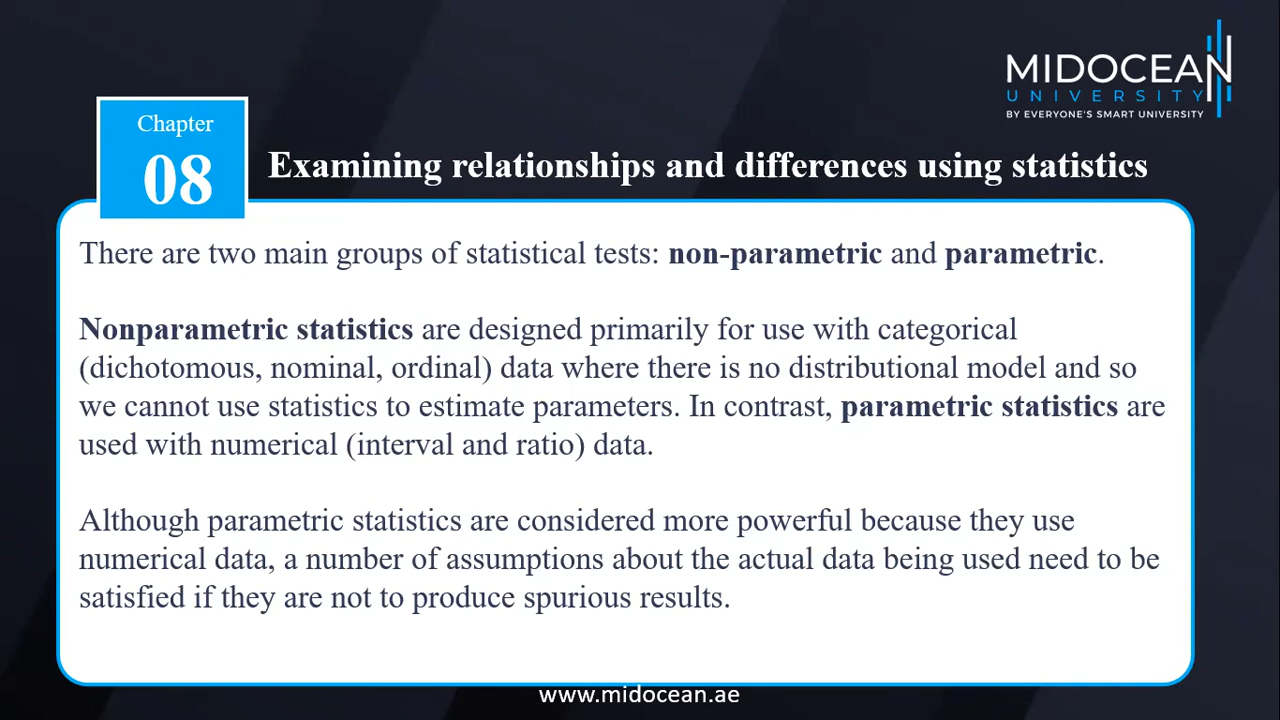 MIDOCEAN
UNIVERSITY
BY EVERYONE'S SMART UNIVERSITY
Chapter
08
Examining relationships and differences using statistics
There are two main groups of statistical tests: non-parametric and parametric.
Nonparametric statistics are designed primarily for use with categorical
(dichotomous, nominal, ordinal) data where there is no distributional model and so
we cannot use statistics to estimate parameters. In contrast, parametric statistics are
used with numerical (interval and ratio) data.
Although parametric statistics are considered more powerful because they use
numerical data, a number of assumptions about the actual data being used need to be
satisfied if they are not to produce spurious results.
www.midocean.ae